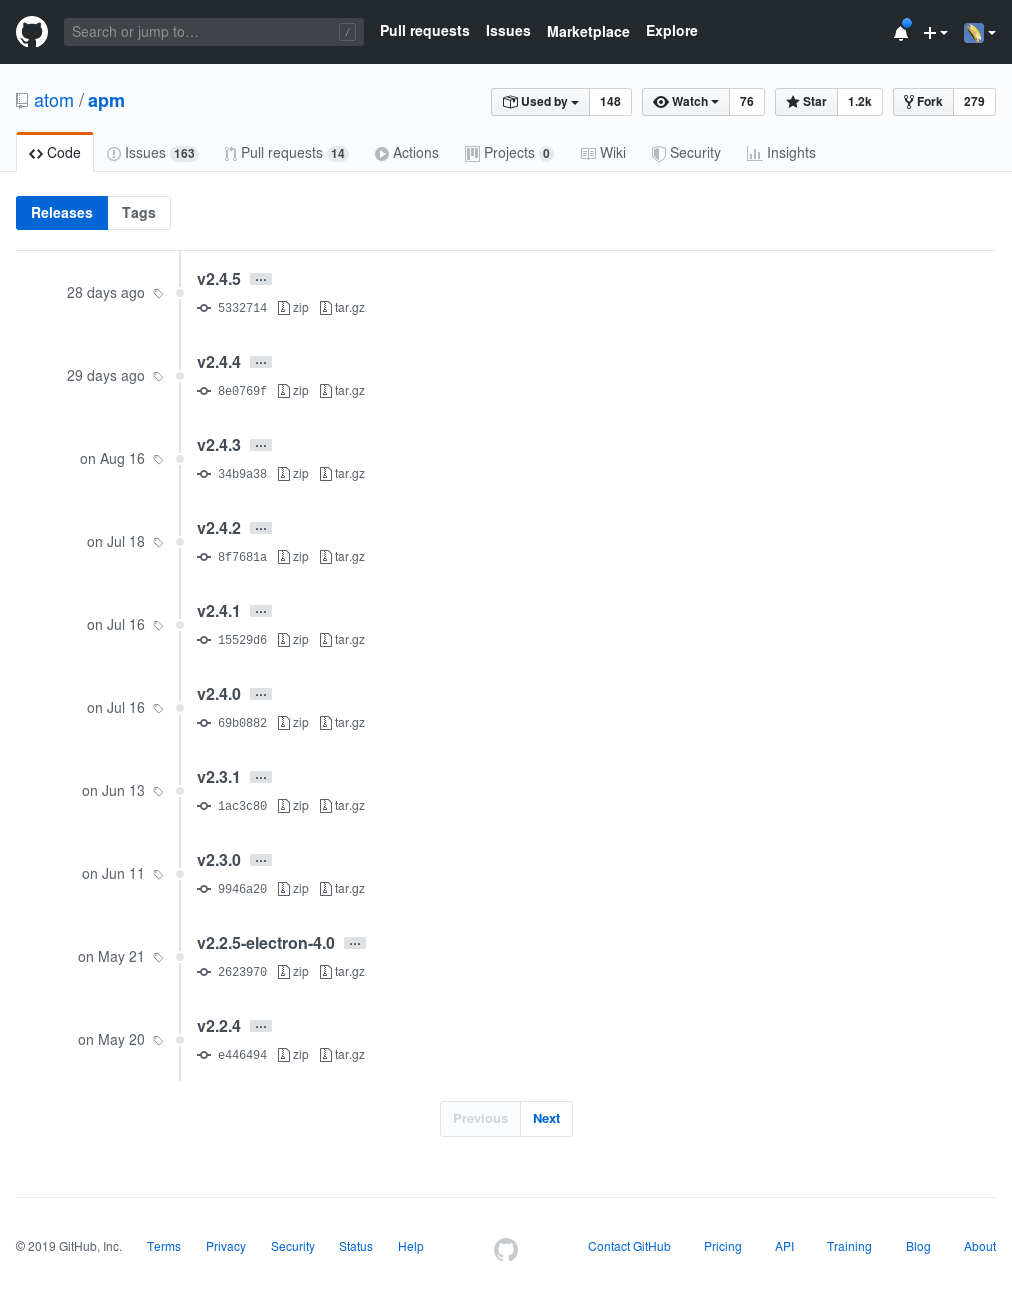 Search or jump to… / Pull requests Issues Marketplace Explore
atom / apm Used by 148 Watch 76 Star 1.2k Fork 279
Code Issues 163 Pull requests 14 Actions Projects 0 Wiki Security Insights
Releases Tags
v2.4.5 …
28 days ago
5332714 zip tar.gz
v2.4.4 …
29 days ago
8e0769f zip tar.gz
v2.4.3 …
on Aug 16
34b9a38 zip tar.gz
v2.4.2 …
on Jul 18
8f7681a zip tar.gz
v2.4.1 …
on Jul 16
15529d6 zip tar.gz
v2.4.0 …
on Jul 16
69b0882 zip tar.gz
v2.3.1 …
on Jun 13
1ac3c80 zip tar.gz
v2.3.0 …
on Jun 11
9946a20 zip tar.gz
v2.2.5-electron-4.0 …
on May 21
2623970 zip tar.gz
v2.2.4 …
on May 20
e446494 zip tar.gz
Previous Next
© 2019 GitHub, Inc. Terms Privacy Security Status Help Contact GitHub Pricing API Training Blog About